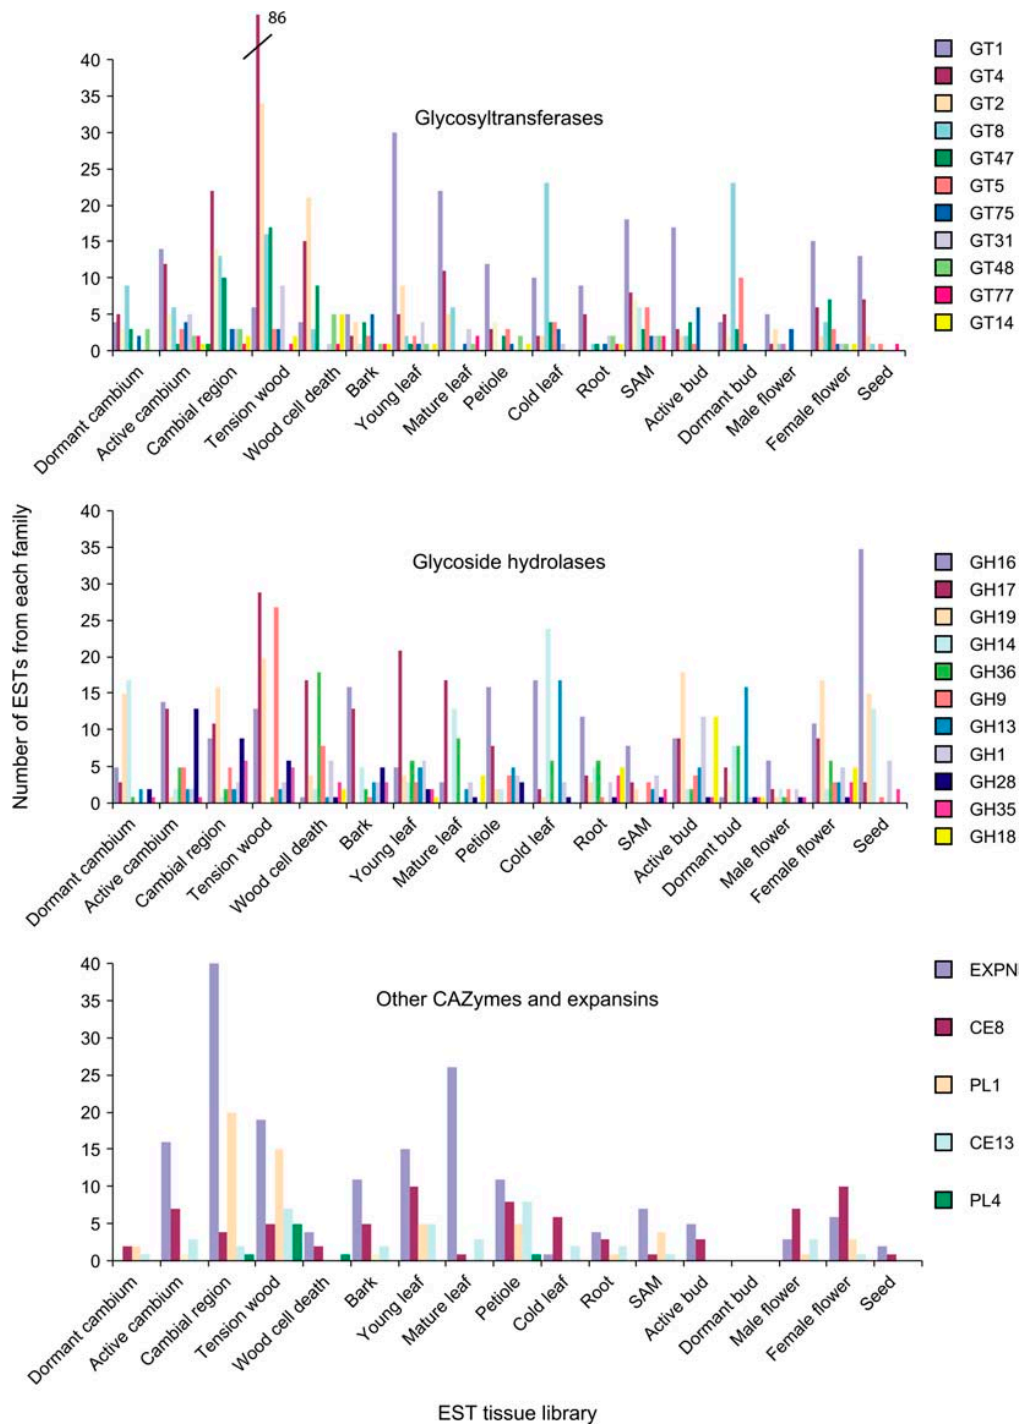 86
40
35
30
25
20
15
10
5
0
Glycosyltransferases
GT1
GT4
GT2
GT8
GT47
GT5
GT75
GT31
GT48
GT77
GT14
Dormant cambium
Active cambium
Cambial region
Tension wood
Wood cell death
Bark
Young leaf
Mature leaf
Petiole
Cold leaf
Root
SAM
Active bud
Dormant bud
Male flower
Female flower
Seed
Number of ESTs from each family
40
35
30
25
20
15
10
5
0
Glycoside hydrolases
GH16
GH17
GH19
GH14
GH36
GH9
GH13
GH1
GH28
GH35
GH18
Dormant cambium
Active cambium
Cambial region
Tension wood
Wood cell death
Bark
Young leaf
Mature leaf
Petiole
Cold leaf
Root
SAM
Active bud
Dormant bud
Male flower
Female flower
Seed
40
35
30
25
20
15
10
5
0
Other CAZymes and expansins
EXPN
CE8
PL1
CE13
PL4
Dormant cambium
Active cambium
Cambial region
Tension wood
Wood cell death
Bark
Young leaf
Mature leaf
Petiole
Cold leaf
Root
SAM
Active bud
Dormant bud
Male flower
Female flower
Seed
EST tissue library